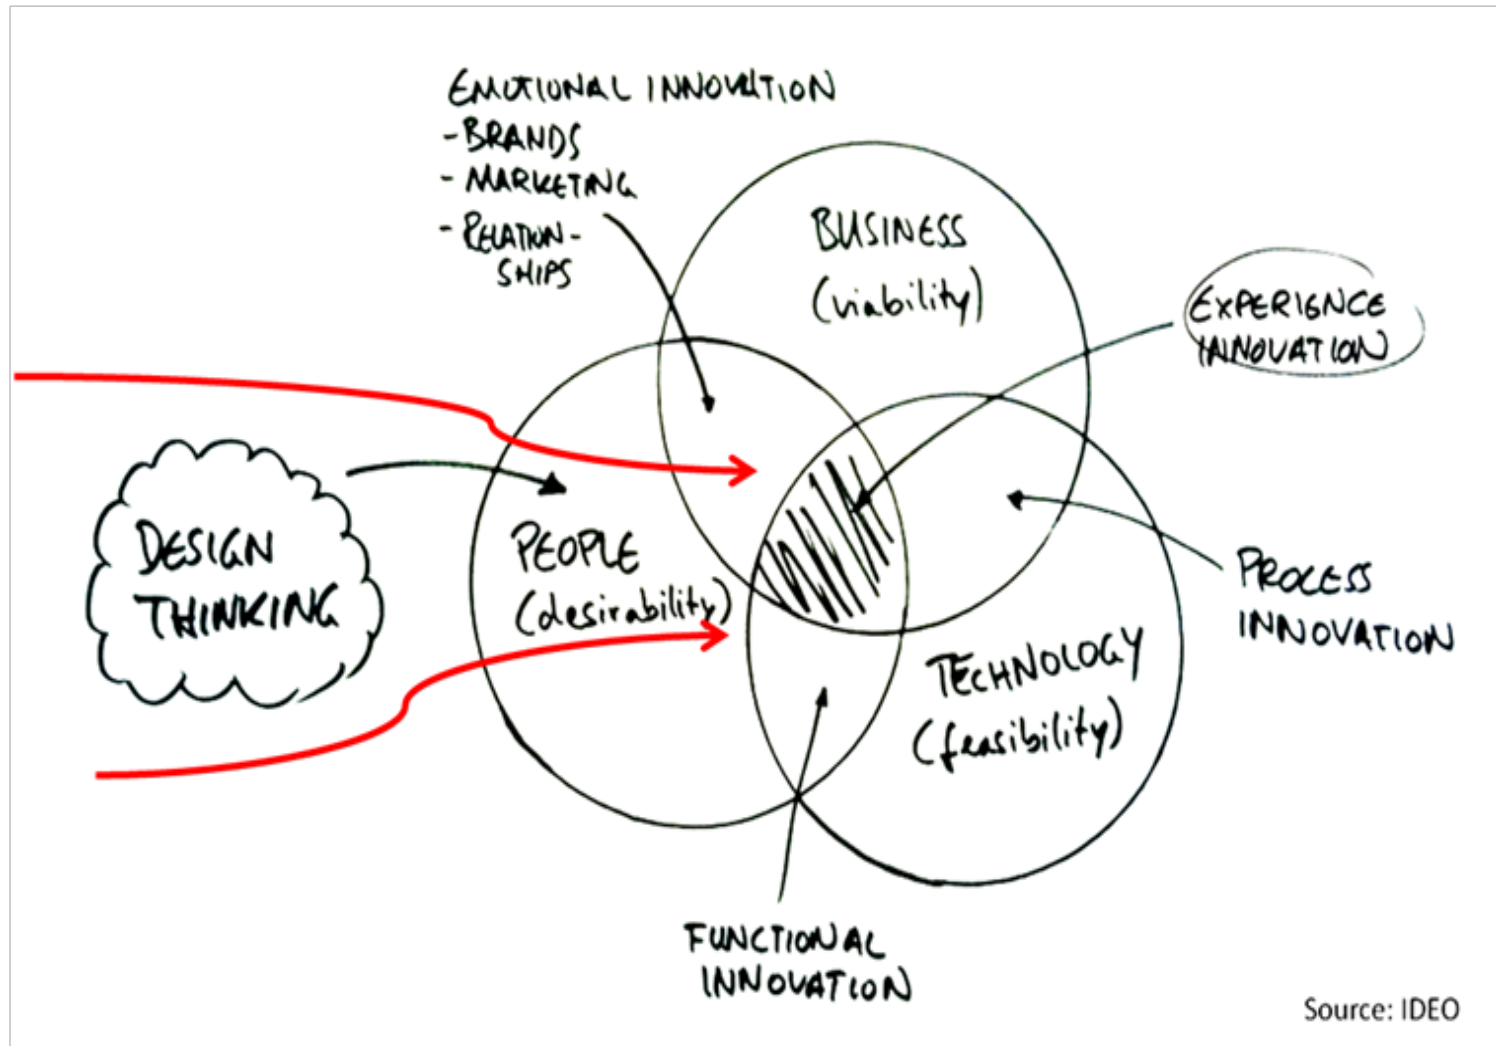 EMOTIONAL INNOVATION
- BRANDS
- MARKETING
- RELATION-
SHIPS
BUSINESS
(viability)
EXPERIENCE
INNOVATION
DESIGN
THINKING
PEOPLE
(desirability)
PROCESS
INNOVATION
TECHNOLOGY
(feasibility)
FUNCTIONAL
INNOVATION
Source: IDEO